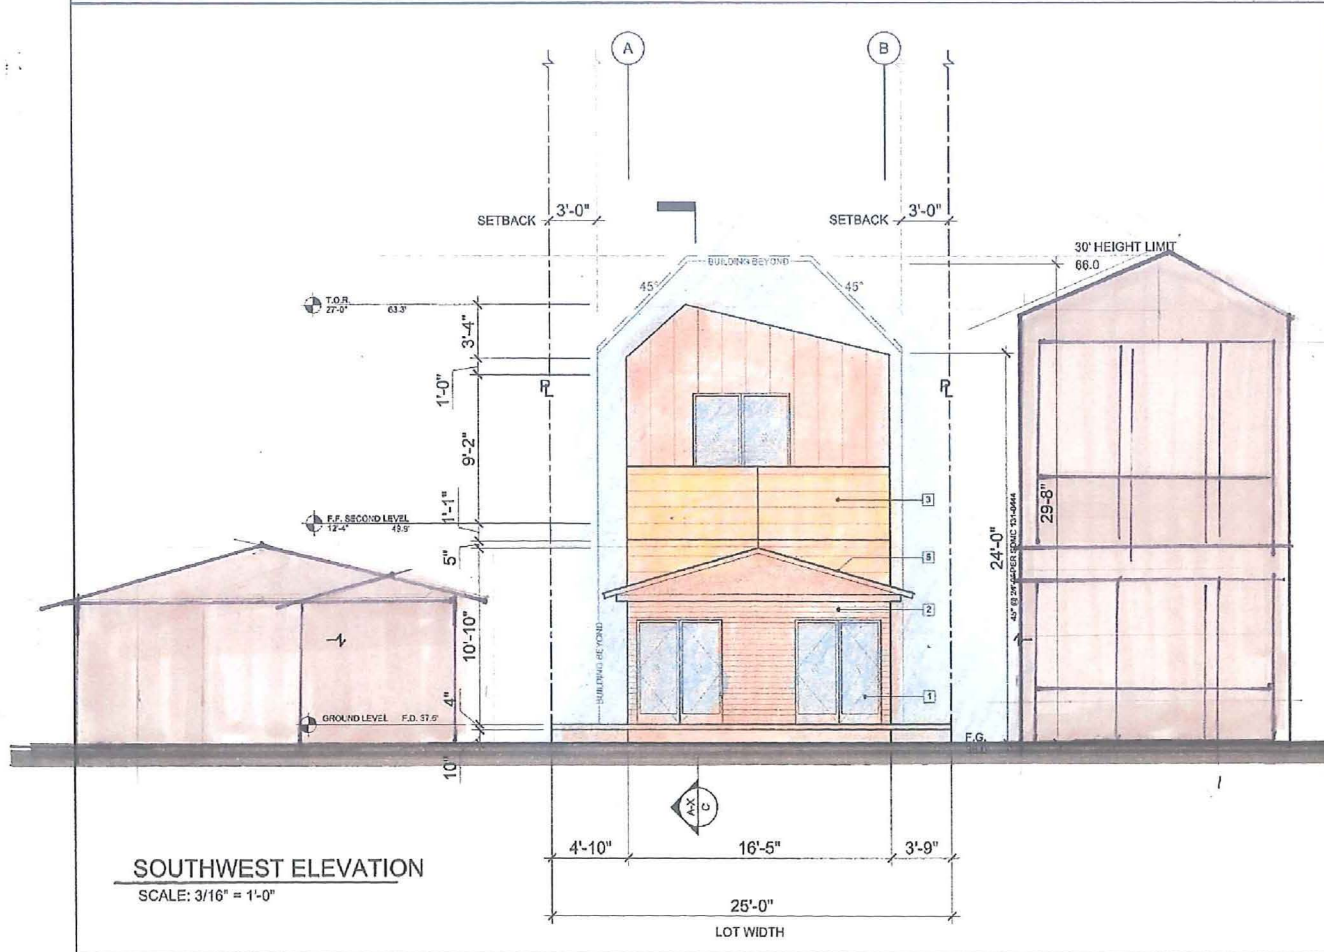 A
B
SETBACK 3'-0"
SETBACK 3'-0"
30' HEIGHT LIMIT
66.0
BUILDING BEYOND
45°
45°
T.O.R.
27'-0" 63.3'
3'-4"
1'-0"
PL
PL
9'-2"
3
F.F. SECOND LEVEL
12'-4" 49.9'
1'-1"
29'-8"
24'-0"
5"
5
2
10'-10"
BUILDING BEYOND
1
4"
GROUND LEVEL F.D. 37.6'
F.G.
10"
A-X
C
4'-10" 16'-5" 3'-9"
SOUTHWEST ELEVATION
SCALE: 3/16" = 1'-0"
25'-0"
LOT WIDTH